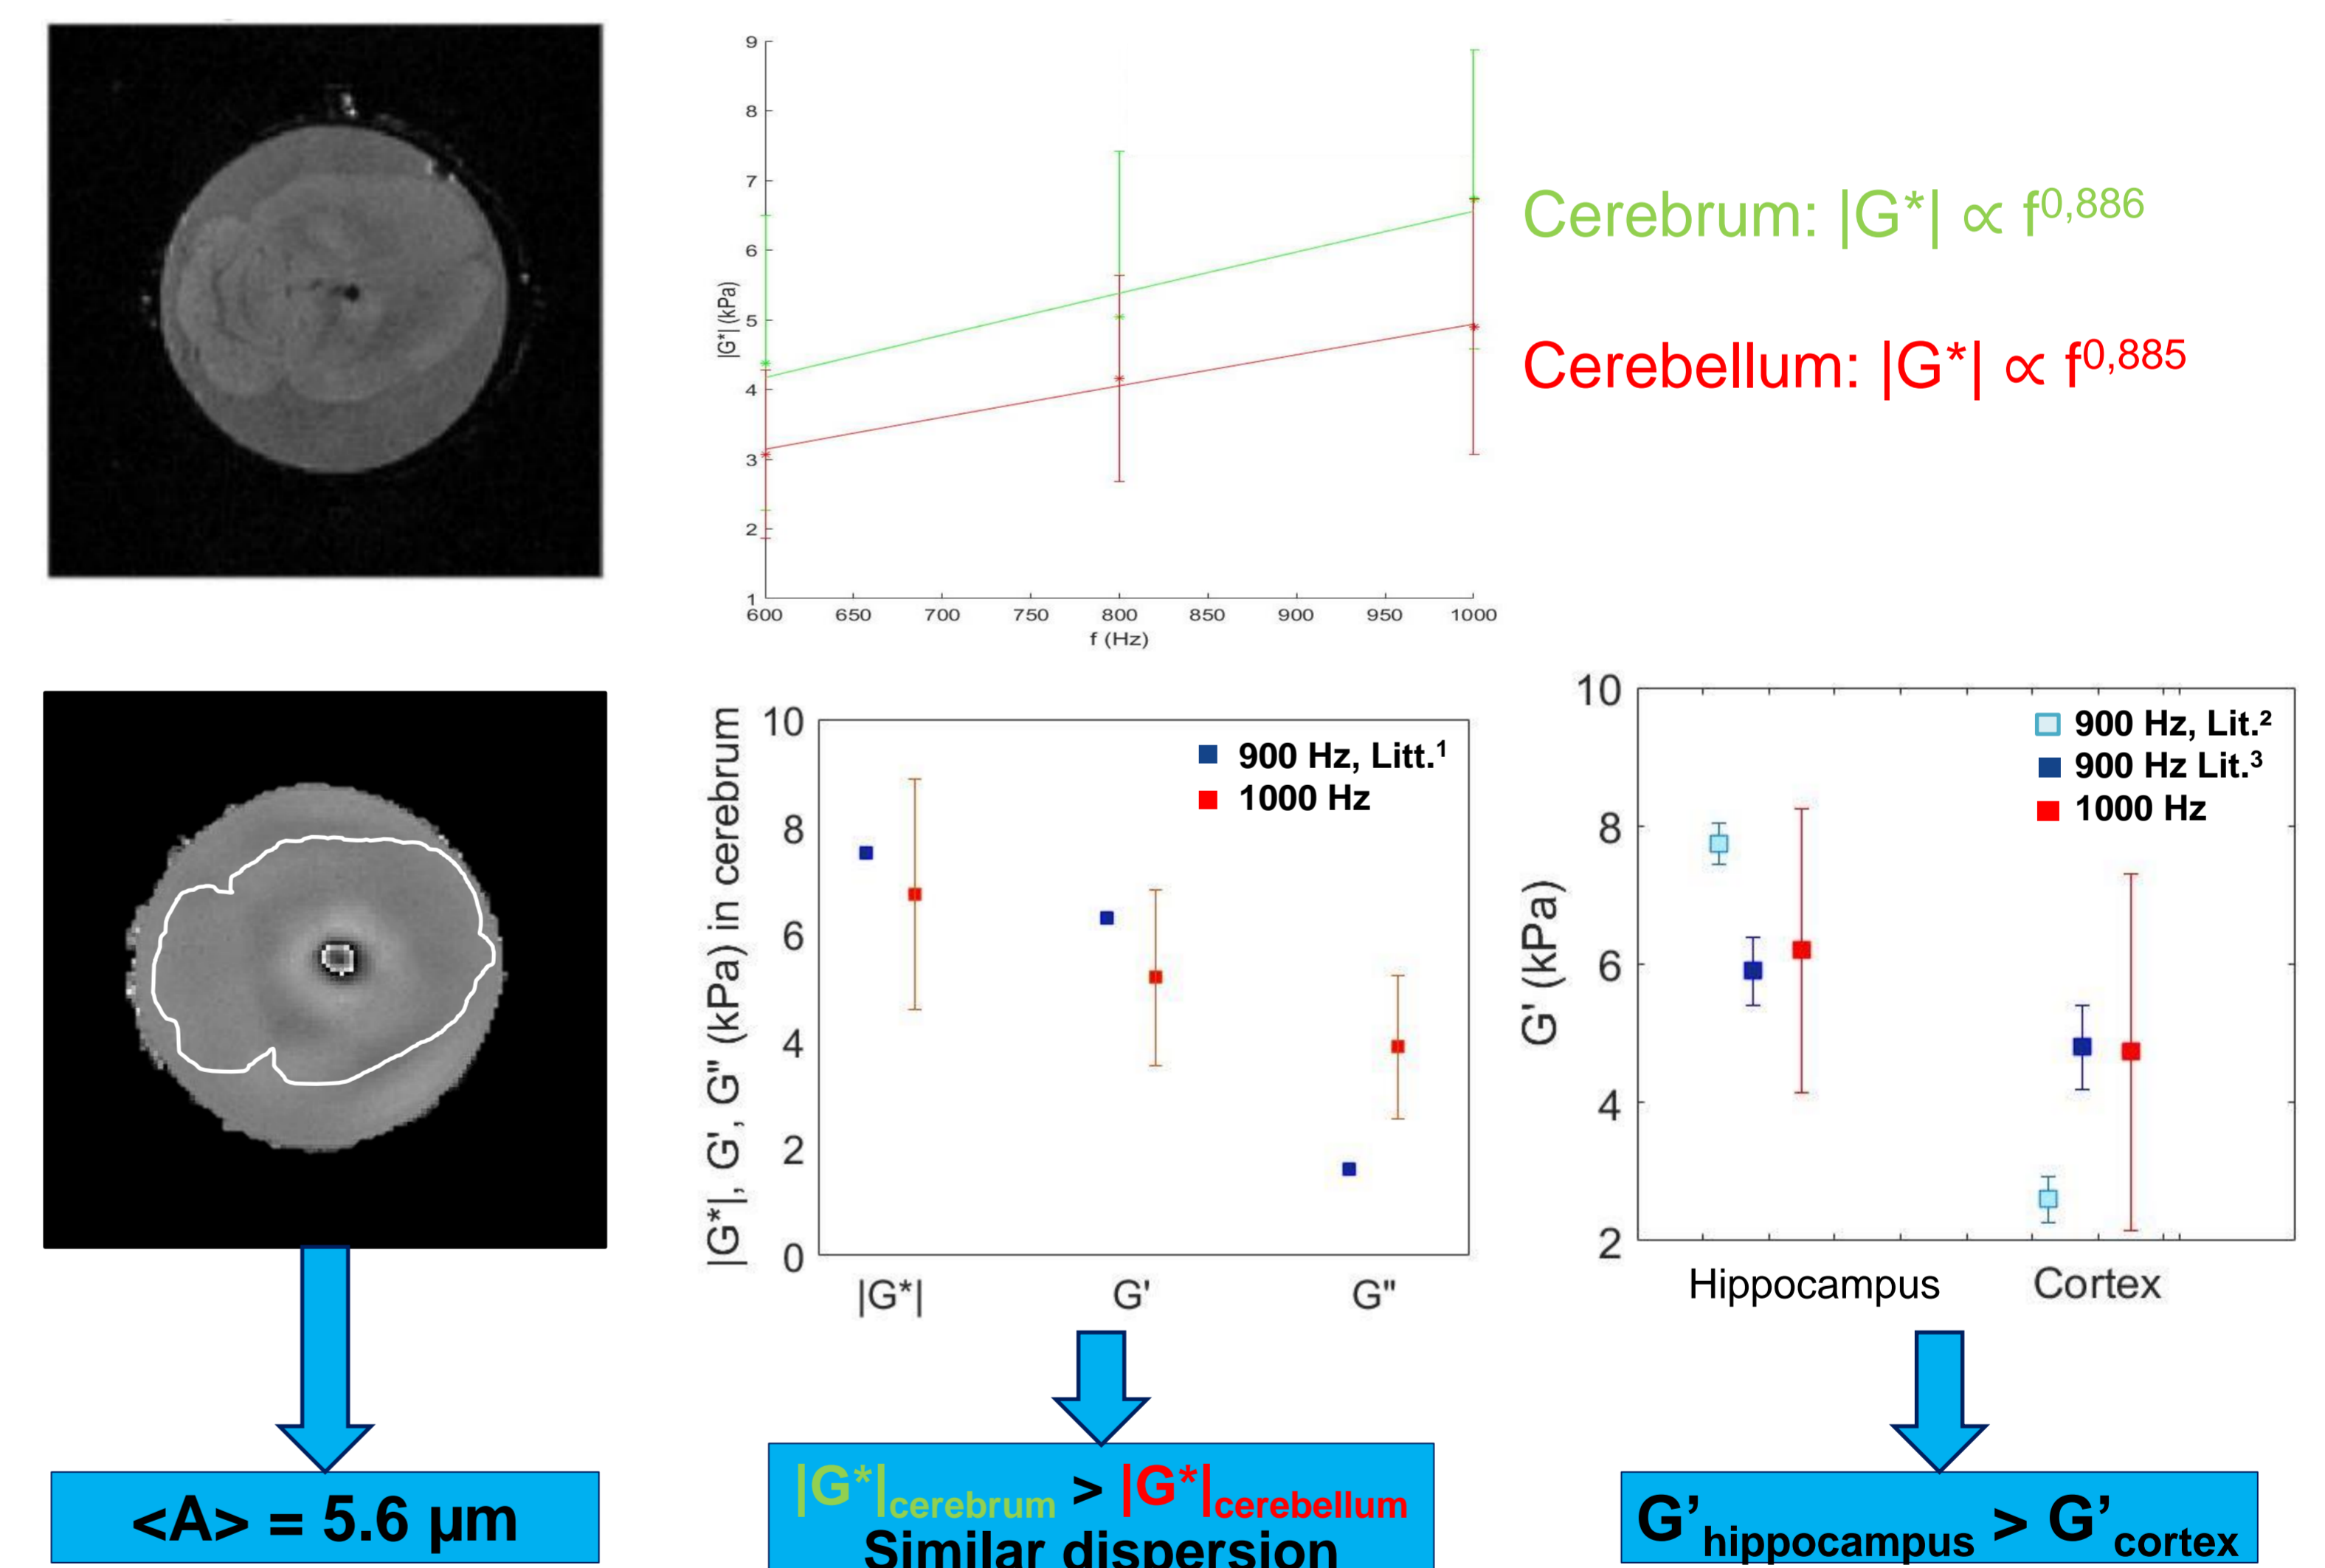 9
8
7
6
5
4
3
2
1
|G*| (kPa)
600 650 700 750 800 850 900 950 1000
f (Hz)
Cerebrum: |G*| ∝ f⁰,⁸⁸⁶
Cerebellum: |G*| ∝ f⁰,⁸⁸⁵
|G*|, G', G" (kPa) in cerebrum
10
8
6
4
2
0
900 Hz, Litt.¹
1000 Hz
|G*| G' G"
G' (kPa)
10
8
6
4
2
900 Hz, Lit.²
900 Hz Lit.³
1000 Hz
Hippocampus Cortex
<A> = 5.6 µm
|G*|cerebrum > |G*|cerebellum
Similar dispersion
G’hippocampus > G’cortex